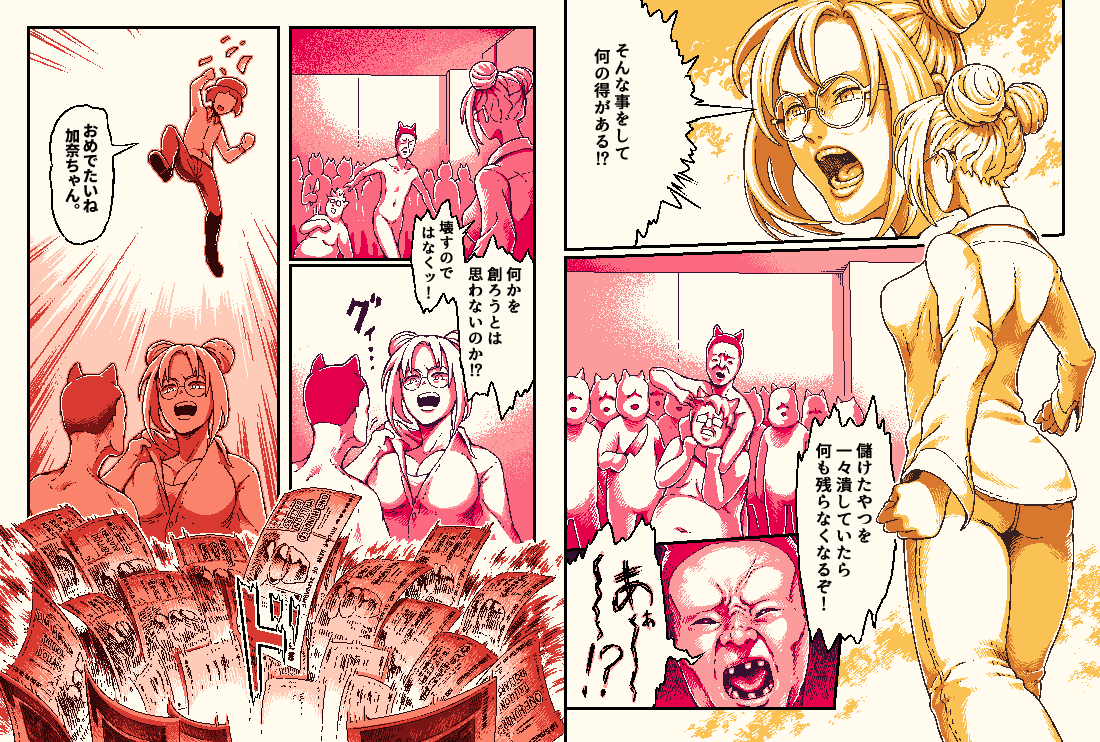 そんな事をして
何の得がある!?
儲けたやつを
一々潰していたら
何も残らなくなるぞ！
あぁ〜〜〜!?
何かを
創ろうとは
思わないのか!?
壊すのでは
はなくッ！
グィ…
おめでたいね
加奈ちゃん。
ド